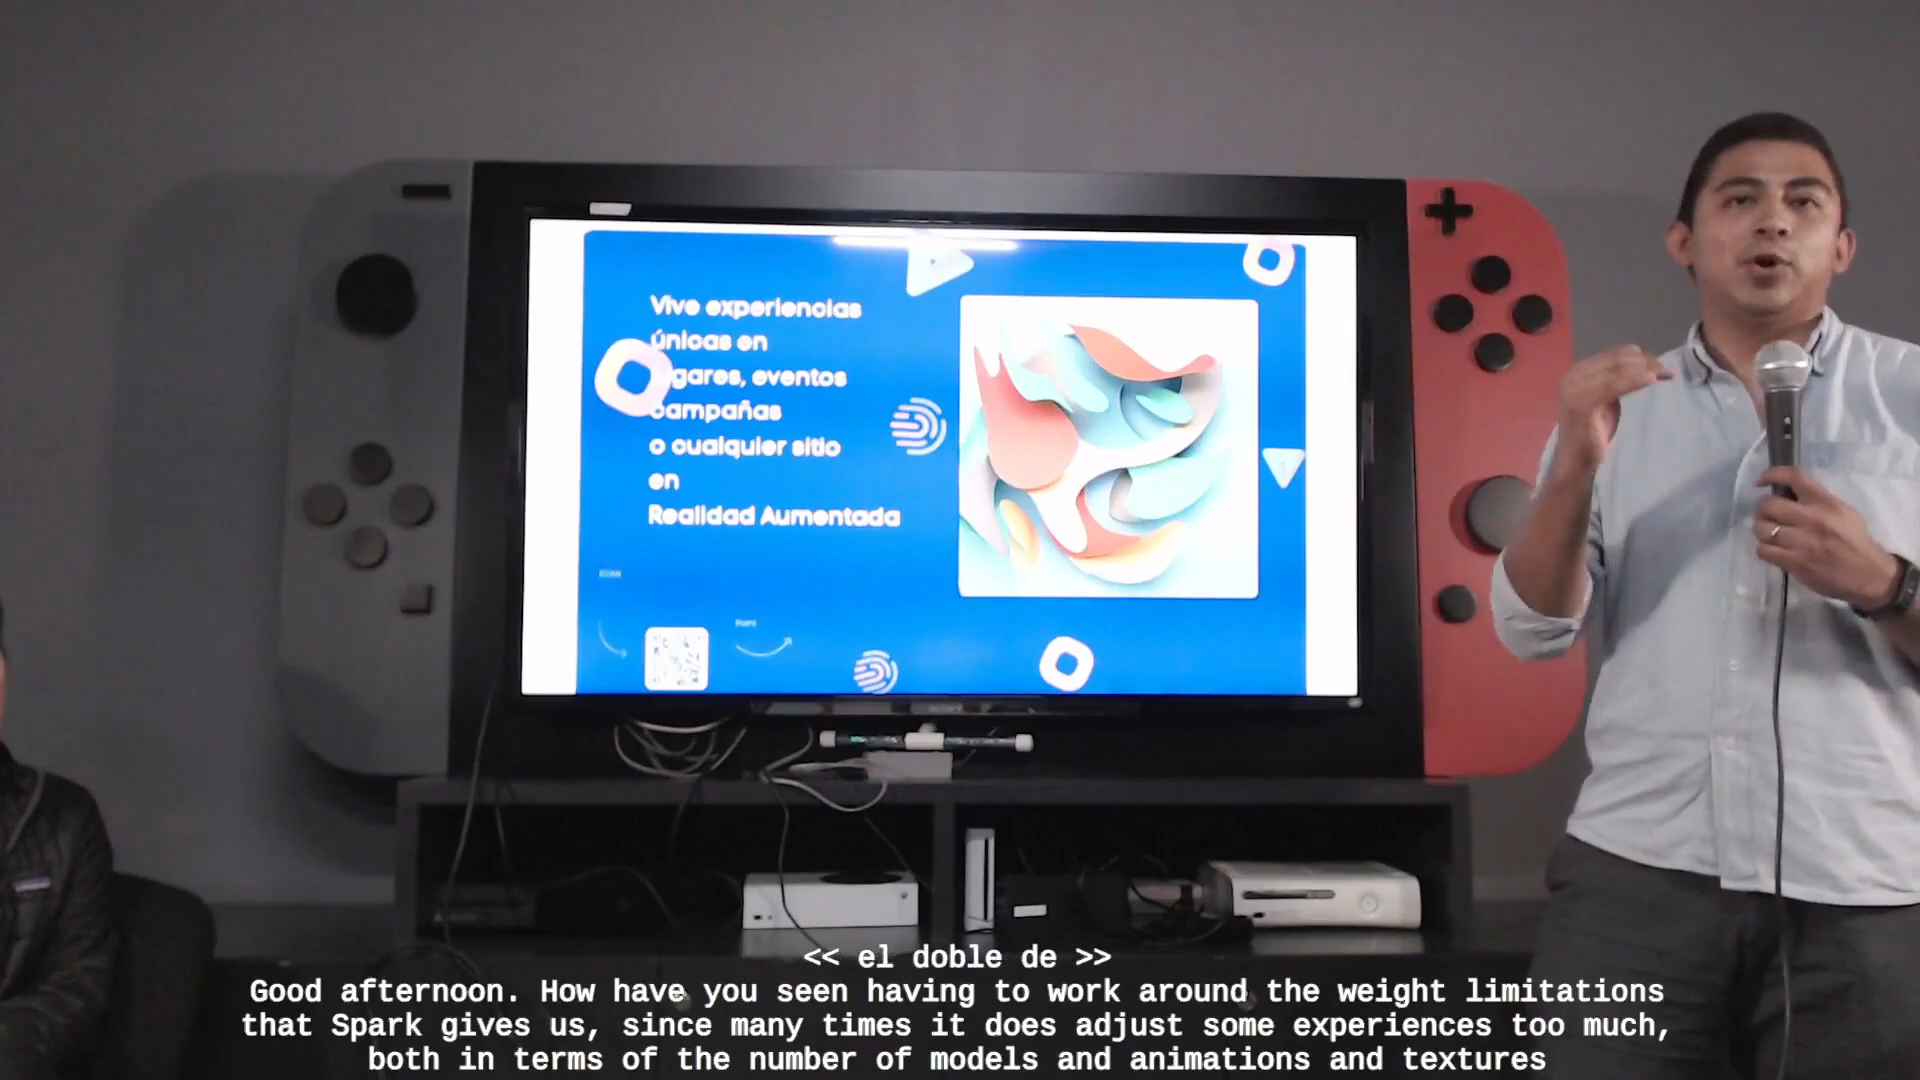 Vive experiencias
únicas en
lugares, eventos
campañas
o cualquier sitio
en
Realidad Aumentada
<< el doble de >>
Good afternoon. How have you seen having to work around the weight limitations
that Spark gives us, since many times it does adjust some experiences too much,
both in terms of the number of models and animations and textures